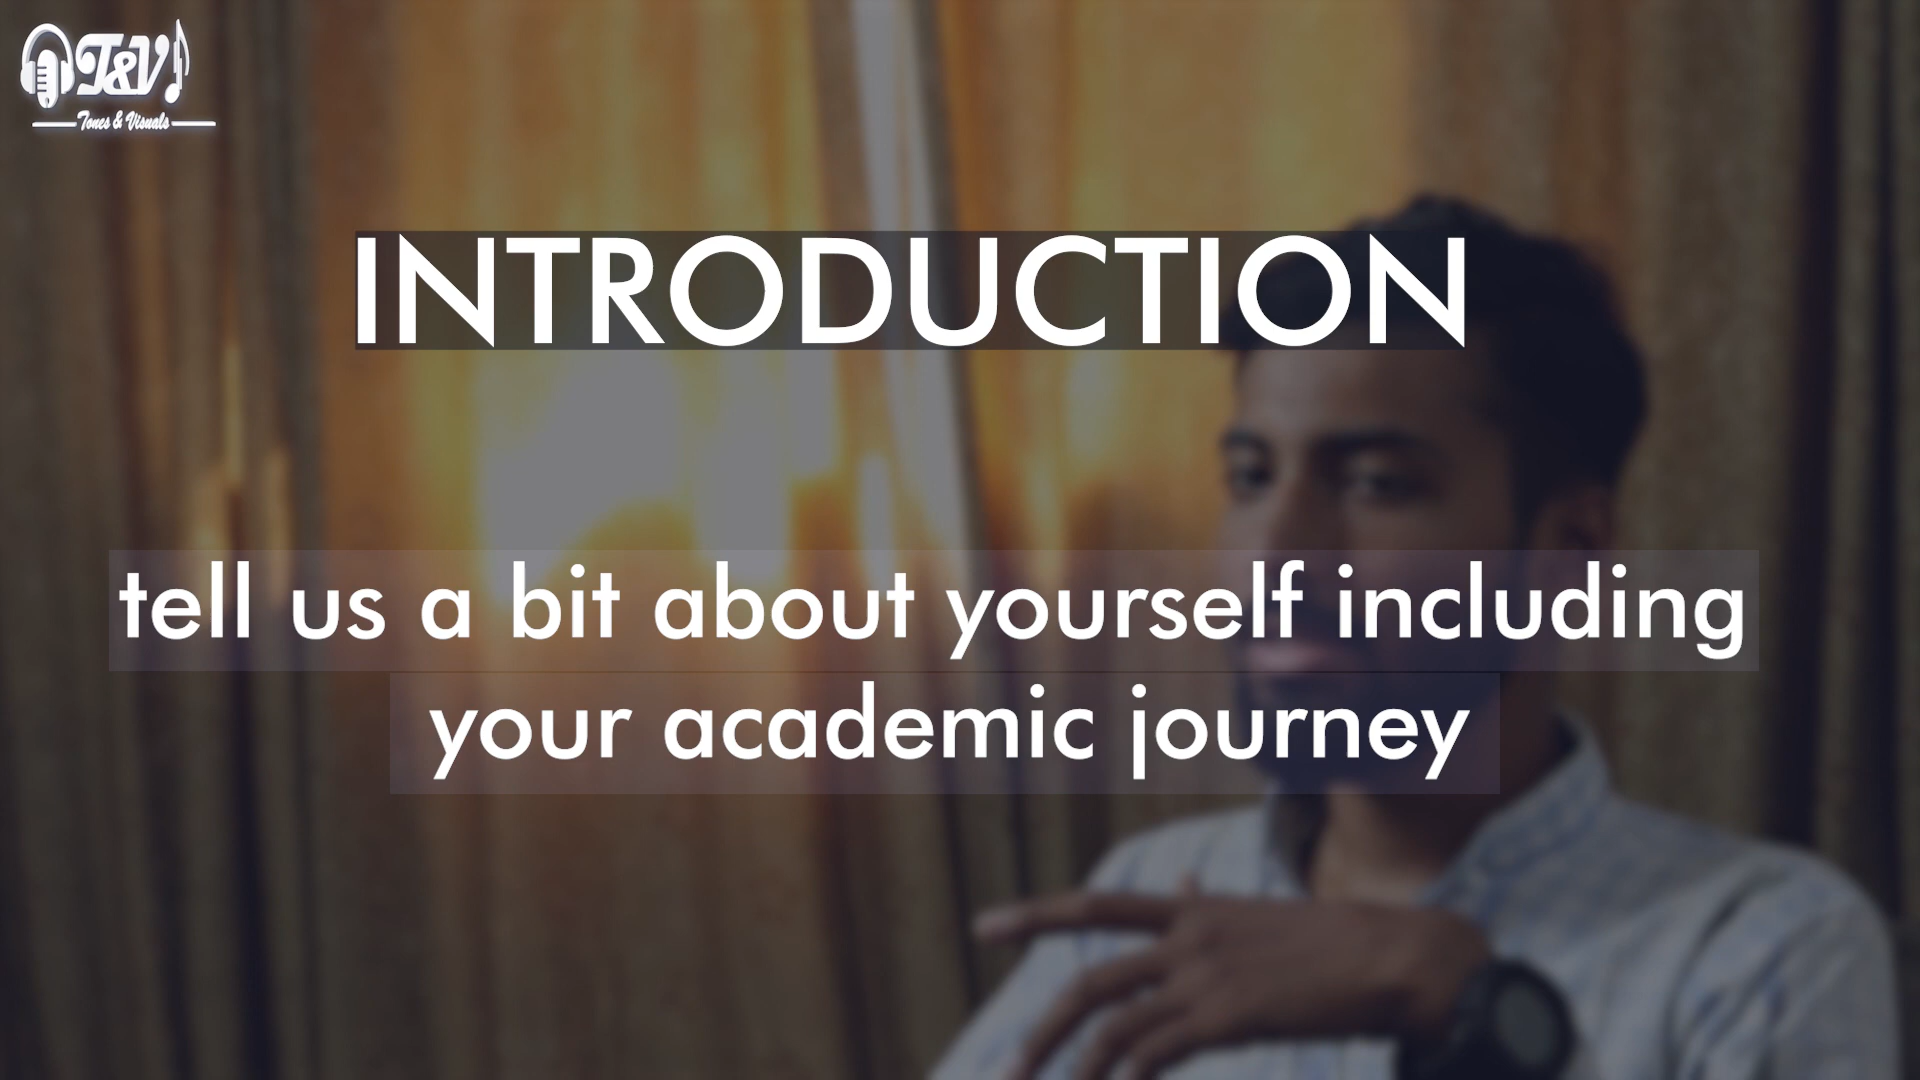 T&V
Tones & Visuals
INTRODUCTION
tell us a bit about yourself including
your academic journey